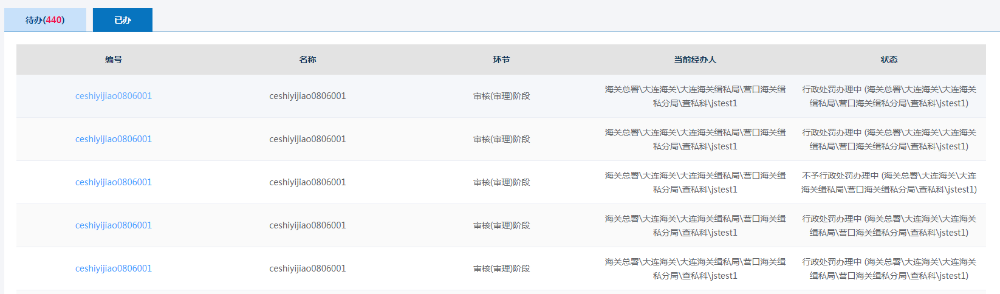 待办(440)
已办
编号 名称 环节 当前经办人 状态
ceshiyijiao0806001 ceshiyijiao0806001 审核(审理)阶段 海关总署\大连海关\大连海关缉私局\营口海关缉 行政处罚办理中 (海关总署\大连海关\大连海关
私分局\查私科\jstest1 缉私局\营口海关缉私分局\查私科\jstest1)
ceshiyijiao0806001 ceshiyijiao0806001 审核(审理)阶段 海关总署\大连海关\大连海关缉私局\营口海关缉 行政处罚办理中 (海关总署\大连海关\大连海关
私分局\查私科\jstest1 缉私局\营口海关缉私分局\查私科\jstest1)
ceshiyijiao0806001 ceshiyijiao0806001 审核(审理)阶段 海关总署\大连海关\大连海关缉私局\营口海关缉 不予行政处罚办理中 (海关总署\大连海关\大连
私分局\查私科\jstest1 海关缉私局\营口海关缉私分局\查私科\jstest1)
ceshiyijiao0806001 ceshiyijiao0806001 审核(审理)阶段 海关总署\大连海关\大连海关缉私局\营口海关缉 行政处罚办理中 (海关总署\大连海关\大连海关
私分局\查私科\jstest1 缉私局\营口海关缉私分局\查私科\jstest1)
ceshiyijiao0806001 ceshiyijiao0806001 审核(审理)阶段 海关总署\大连海关\大连海关缉私局\营口海关缉 行政处罚办理中 (海关总署\大连海关\大连海关
私分局\查私科\jstest1 缉私局\营口海关缉私分局\查私科\jstest1)